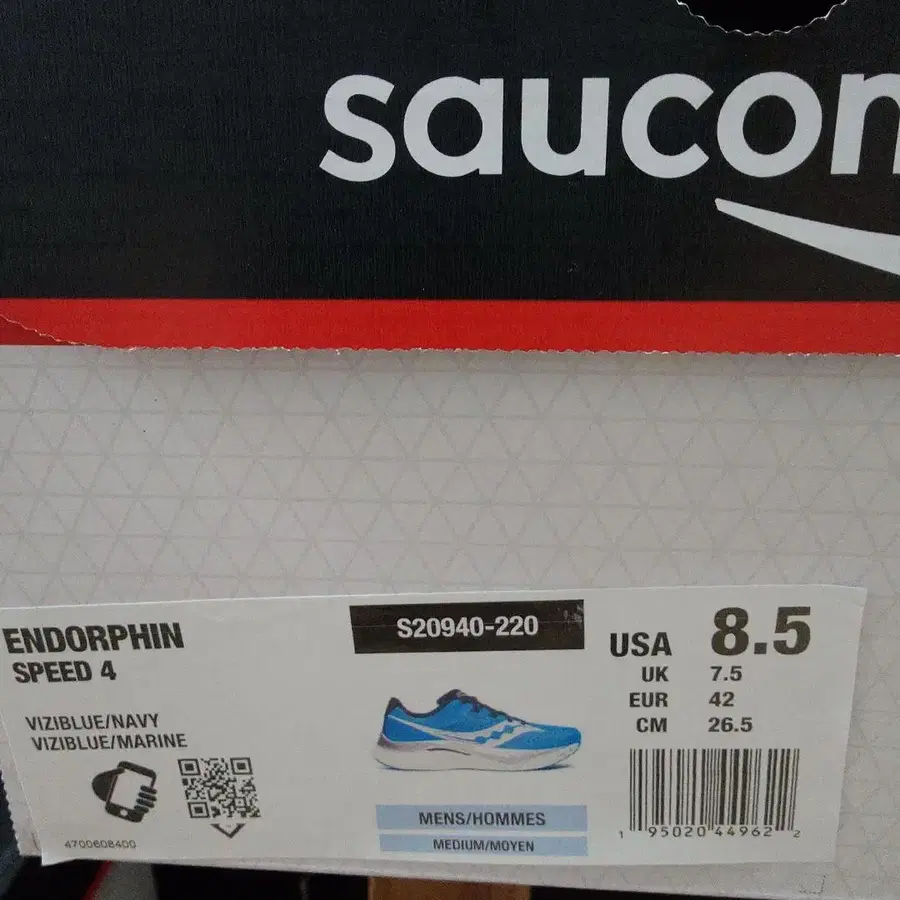 saucon
ENDORPHIN
SPEED 4
VIZIBLUE/NAVY
VIZIBLUE/MARINE
4700608400
S20940-220
MENS/HOMMES
MEDIUM/MOYEN
USA 8.5
UK 7.5
EUR 42
CM 26.5
1 95020 44962 2